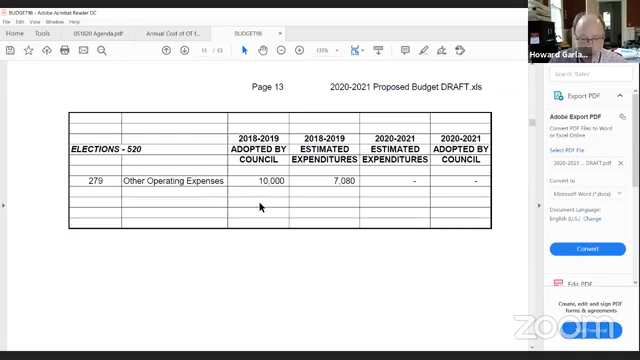 BUDGET98 - Adobe Acrobat Reader DC
File Edit View Window Help
Home Tools
051820 Agenda.pdf
Annual Cost of OT f...
BUDGET98
13 / 63
135%
Howard Garla...
Page 13 2020-2021 Proposed Budget DRAFT.xls
ELECTIONS - 520
2018-2019 ADOPTED BY COUNCIL
2018-2019 ESTIMATED EXPENDITURES
2020-2021 ESTIMATED EXPENDITURES
2020-2021 ADOPTED BY COUNCIL
279 Other Operating Expenses 10,000 7,080 - -
Export PDF
Adobe Export PDF
Convert PDF Files to Word
or Excel Online
Select PDF File
2020-2021 ... DRAFT.pdf
Convert to
Microsoft Word (*.docx)
Document Language:
English (U.S.) Change
Convert
Edit PDF
Create, edit and sign PDF
forms & agreements
zoom